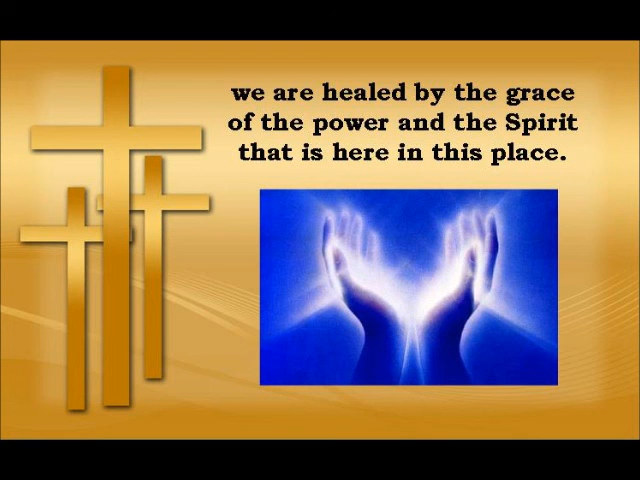 we are healed by the grace
of the power and the Spirit
that is here in this place.